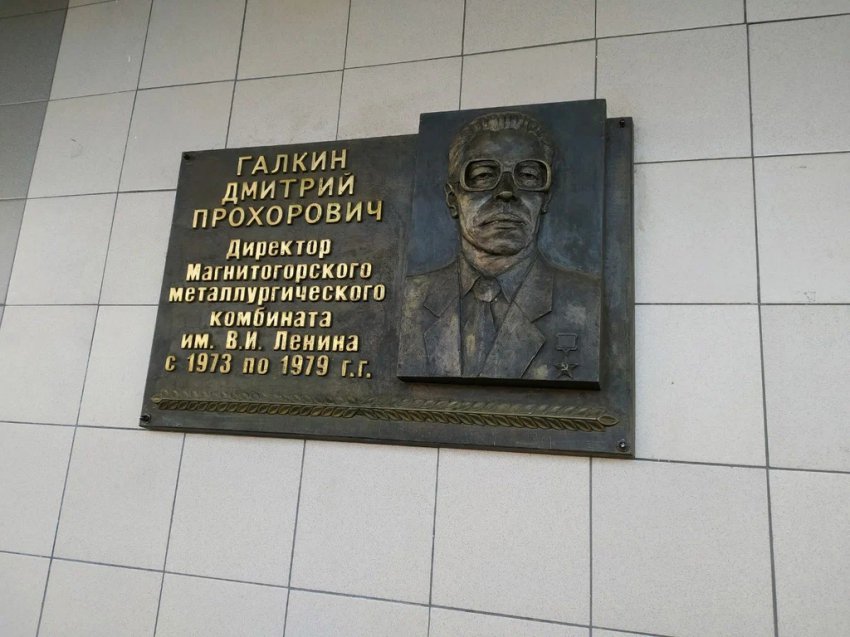 ГАЛКИН
ДМИТРИЙ
ПРОХОРОВИЧ
Директор
Магнитогорского
металлургического
комбината
им. В.И. Ленина
с 1973 по 1979 г.г.